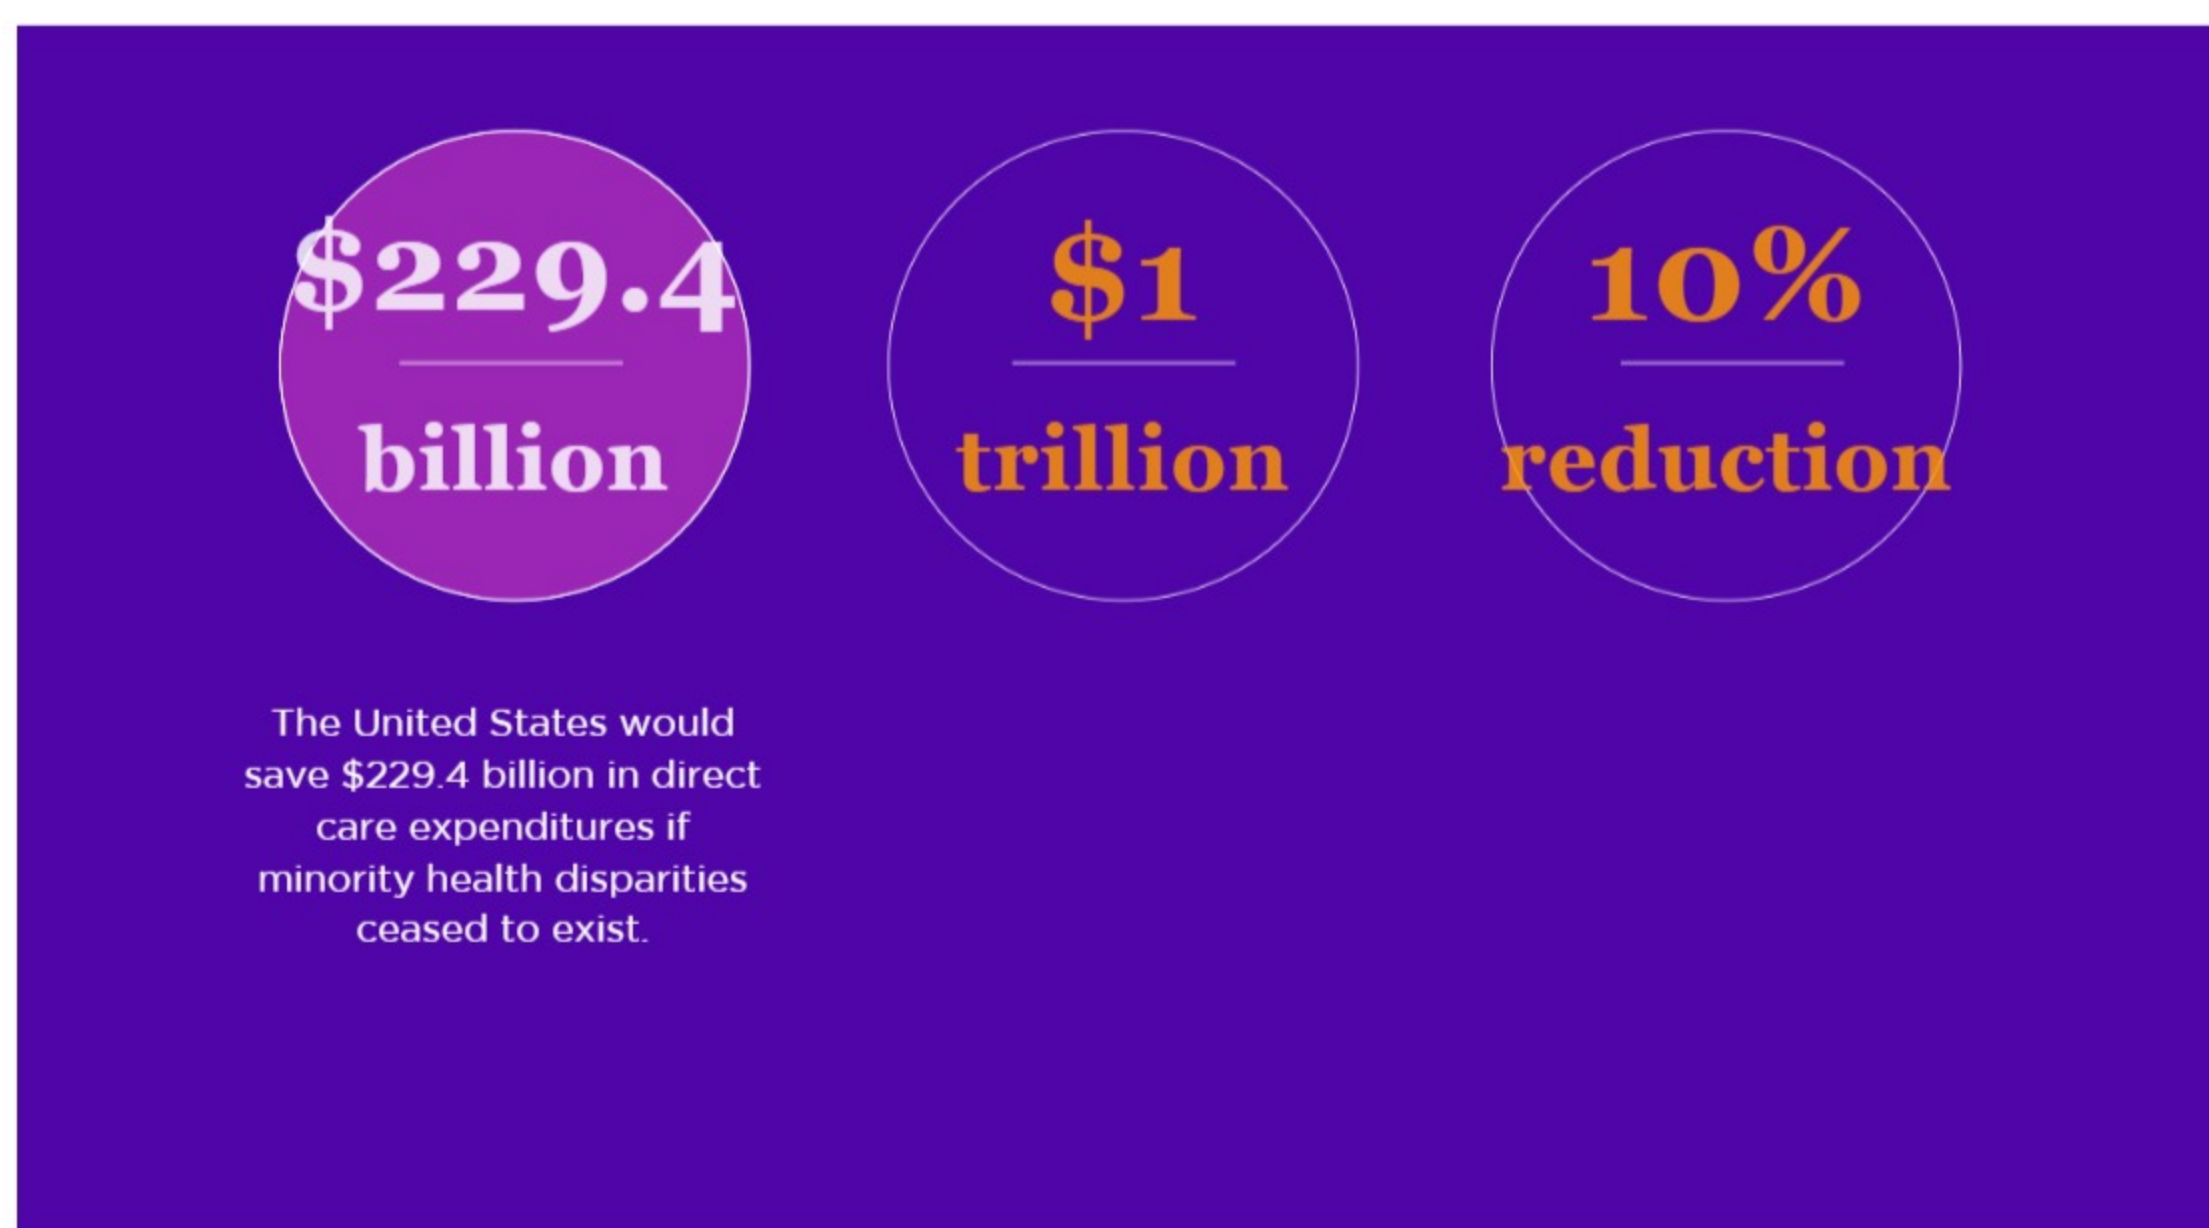 $229.4
billion
$1
trillion
10%
reduction
The United States would
save $229.4 billion in direct
care expenditures if
minority health disparities
ceased to exist.